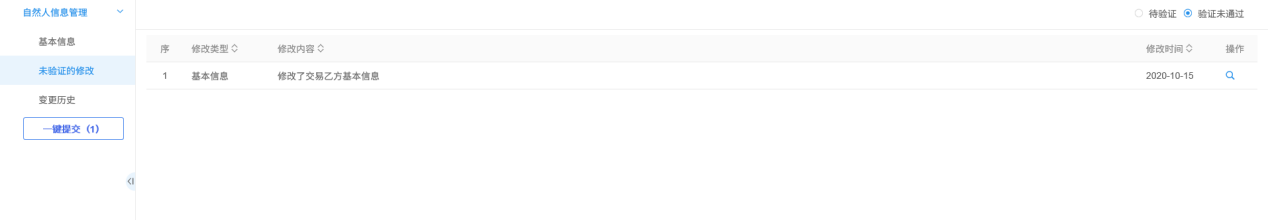 自然人信息管理
待验证 验证未通过
基本信息
未验证的修改
变更历史
一键提交（1）
序 修改类型 修改内容 修改时间 操作
1 基本信息 修改了交易乙方基本信息 2020-10-15